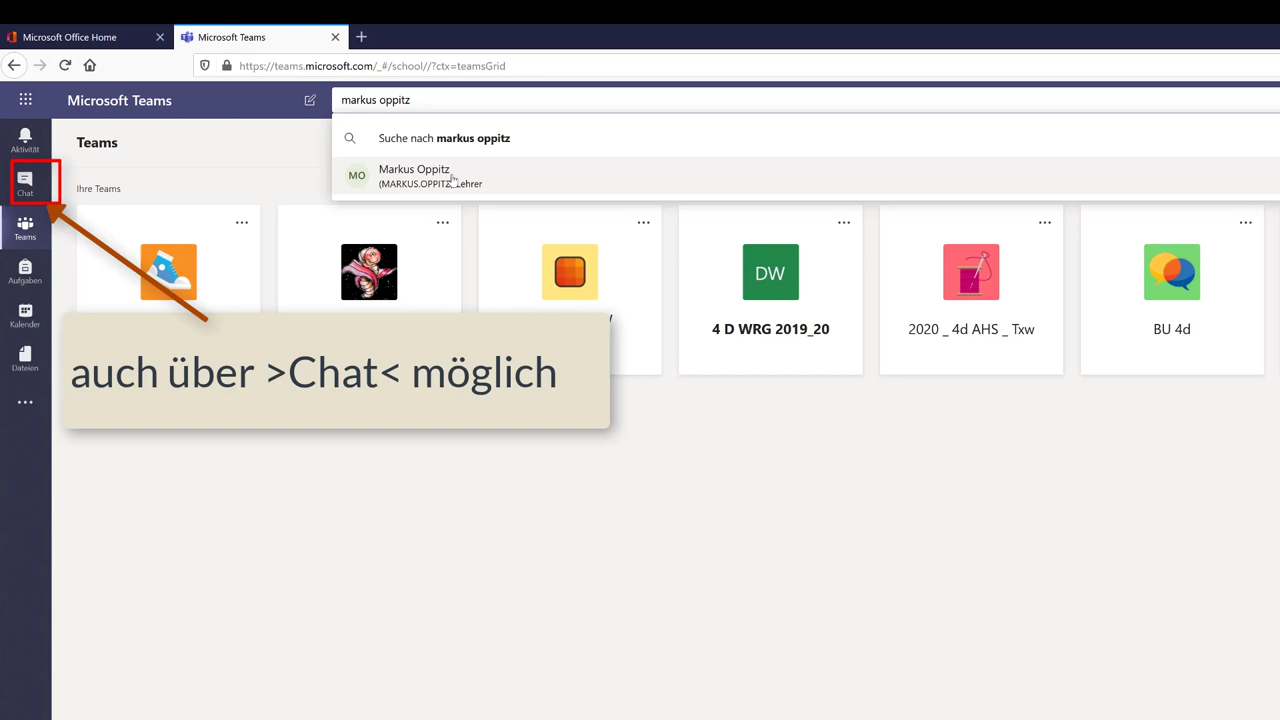 Microsoft Office Home
Microsoft Teams
https://teams.microsoft.com/_#/school//?ctx=teamsGrid
Microsoft Teams
markus oppitz
Aktivität
Chat
Teams
Aufgaben
Kalender
Dateien
Teams
Suche nach markus oppitz
MO
Markus Oppitz
(MARKUS.OPPITZ) Lehrer
Ihre Teams
DW
4 D WRG 2019_20
2020 _ 4d AHS _ Txw
BU 4d
auch über >Chat< möglich